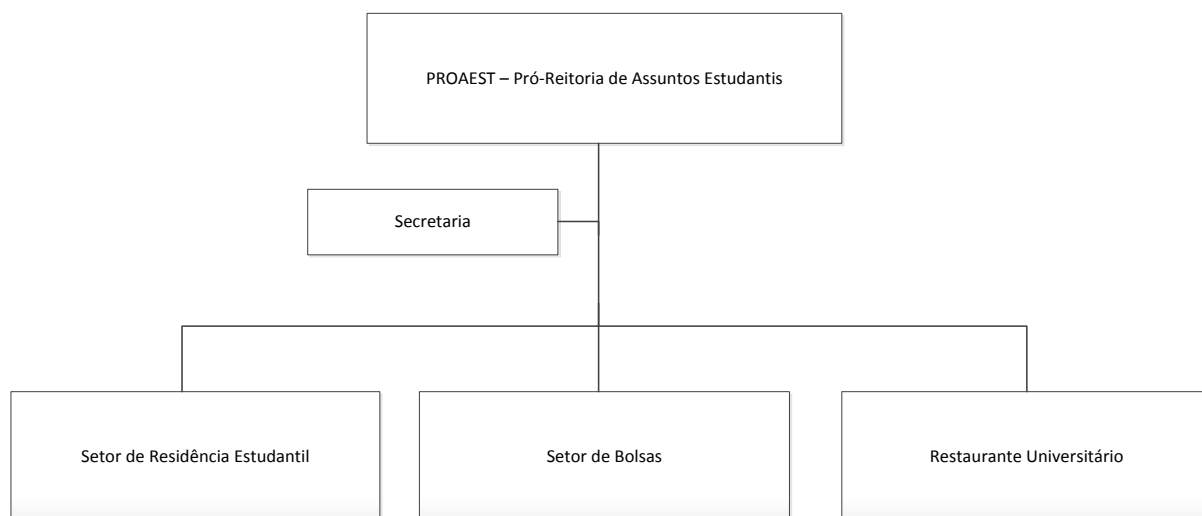 PROAEST – Pró-Reitoria de Assuntos Estudantis
Secretaria
Setor de Residência Estudantil
Setor de Bolsas
Restaurante Universitário